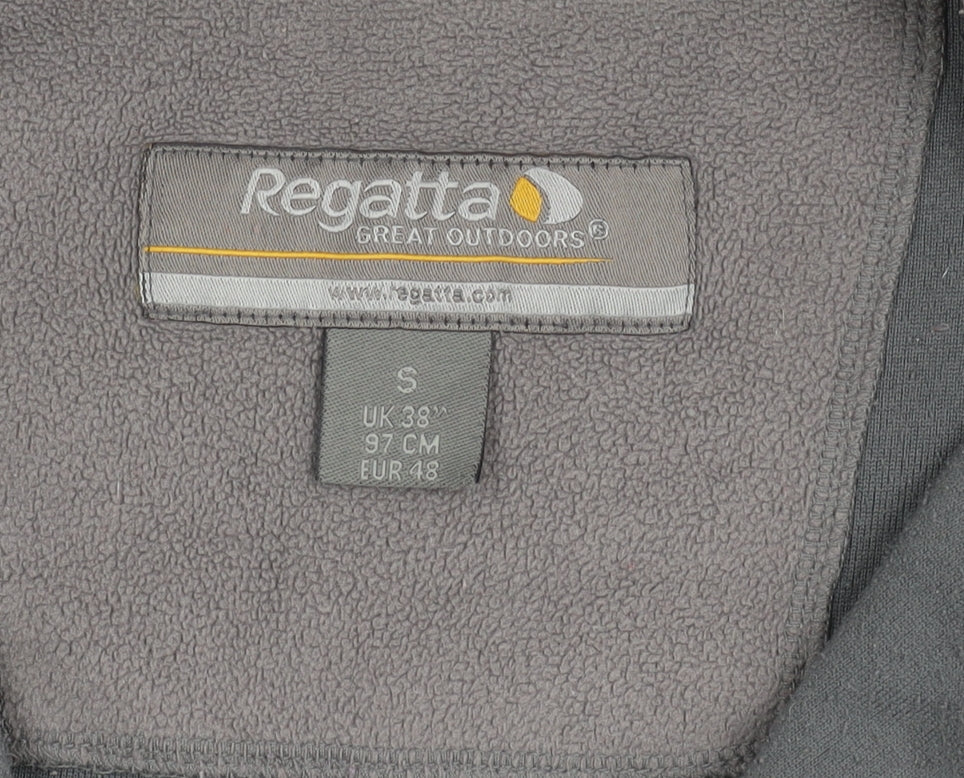 Regatta
GREAT OUTDOORS®
www.regatta.com
S
UK 38”
97 CM
EUR 48